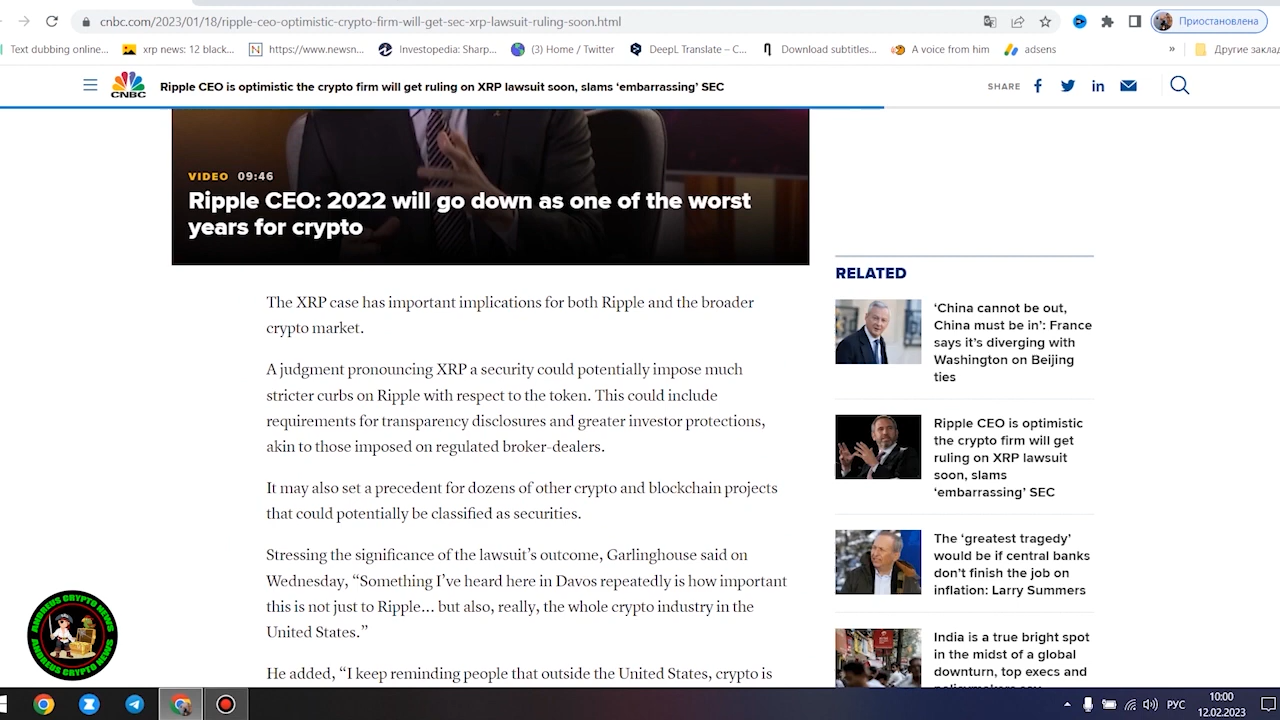 cnbc.com/2023/01/18/ripple-ceo-optimistic-crypto-firm-will-get-sec-xrp-lawsuit-ruling-soon.html
Приостановлена
Text dubbing online...
xrp news: 12 black...
https://www.newsn...
Investopedia: Sharp...
(3) Home / Twitter
DeepL Translate – C...
Download subtitles...
A voice from him
adsens
»
Другие закла
CNBC
Ripple CEO is optimistic the crypto firm will get ruling on XRP lawsuit soon, slams ‘embarrassing’ SEC
SHARE
VIDEO 09:46
Ripple CEO: 2022 will go down as one of the worst
years for crypto
The XRP case has important implications for both Ripple and the broader
crypto market.
A judgment pronouncing XRP a security could potentially impose much
stricter curbs on Ripple with respect to the token. This could include
requirements for transparency disclosures and greater investor protections,
akin to those imposed on regulated broker-dealers.
It may also set a precedent for dozens of other crypto and blockchain projects
that could potentially be classified as securities.
Stressing the significance of the lawsuit’s outcome, Garlinghouse said on
Wednesday, “Something I’ve heard here in Davos repeatedly is how important
this is not just to Ripple… but also, really, the whole crypto industry in the
United States.”
He added, “I keep reminding people that outside the United States, crypto is
RELATED
‘China cannot be out,
China must be in’: France
says it’s diverging with
Washington on Beijing
ties
Ripple CEO is optimistic
the crypto firm will get
ruling on XRP lawsuit
soon, slams
‘embarrassing’ SEC
The ‘greatest tragedy’
would be if central banks
don’t finish the job on
inflation: Larry Summers
India is a true bright spot
in the midst of a global
downturn, top execs and
ANDREUS CRYPTO NEWS
ANDREUS CRYPTO NEWS
РУС
10:00
12.02.2023